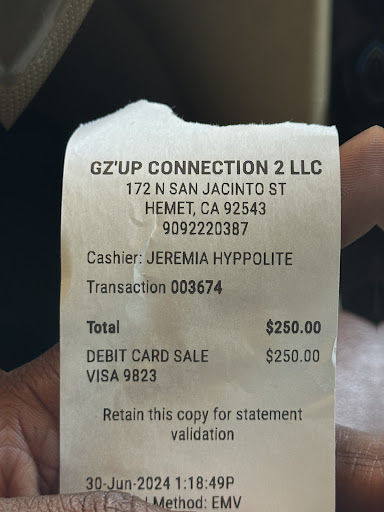 GZ'UP CONNECTION 2 LLC
172 N SAN JACINTO ST
HEMET, CA 92543
9092220387
Cashier: JEREMIA HYPPOLITE
Transaction 003674
Total $250.00
DEBIT CARD SALE $250.00
VISA 9823
Retain this copy for statement
validation
30-Jun-2024 1:18:49P
Method: EMV